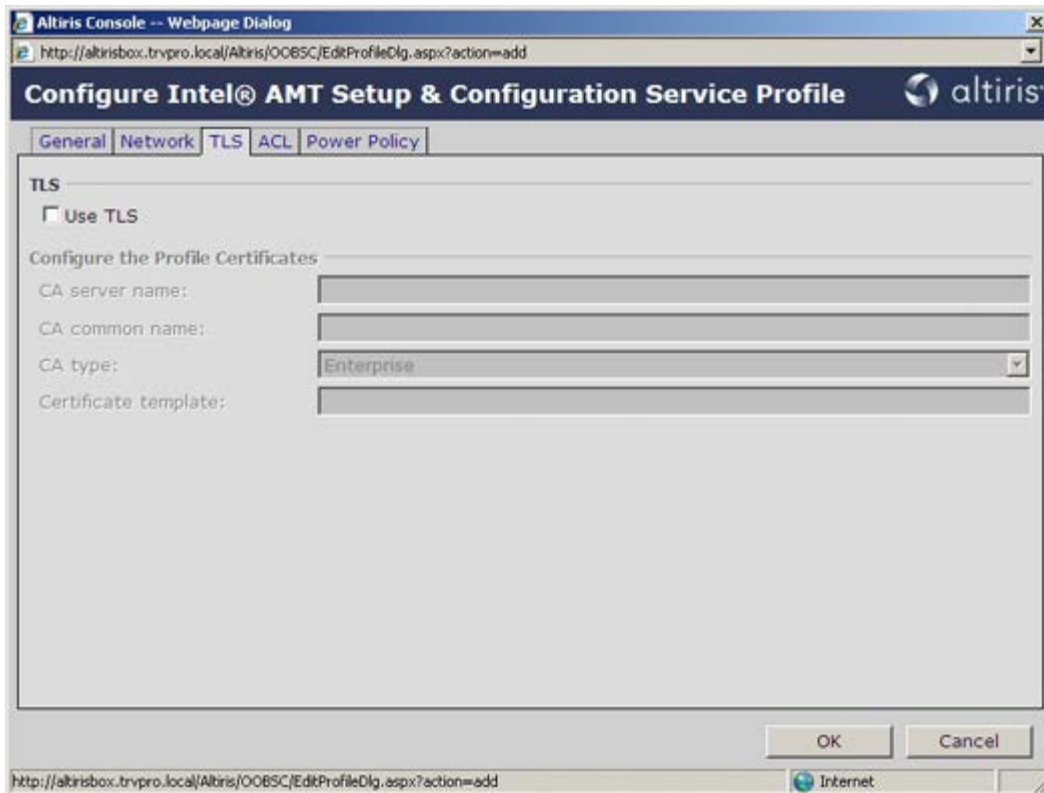 Altiris Console -- Webpage Dialog
http://altirisbox.trvpro.local/Altiris/OOBSC/EditProfileDlg.aspx?action=add
Configure Intel® AMT Setup & Configuration Service Profile altiris
General Network TLS ACL Power Policy
TLS
Use TLS
Configure the Profile Certificates
CA server name:
CA common name:
CA type: Enterprise
Certificate template:
OK Cancel
http://altirisbox.trvpro.local/Altiris/OOBSC/EditProfileDlg.aspx?action=add Internet